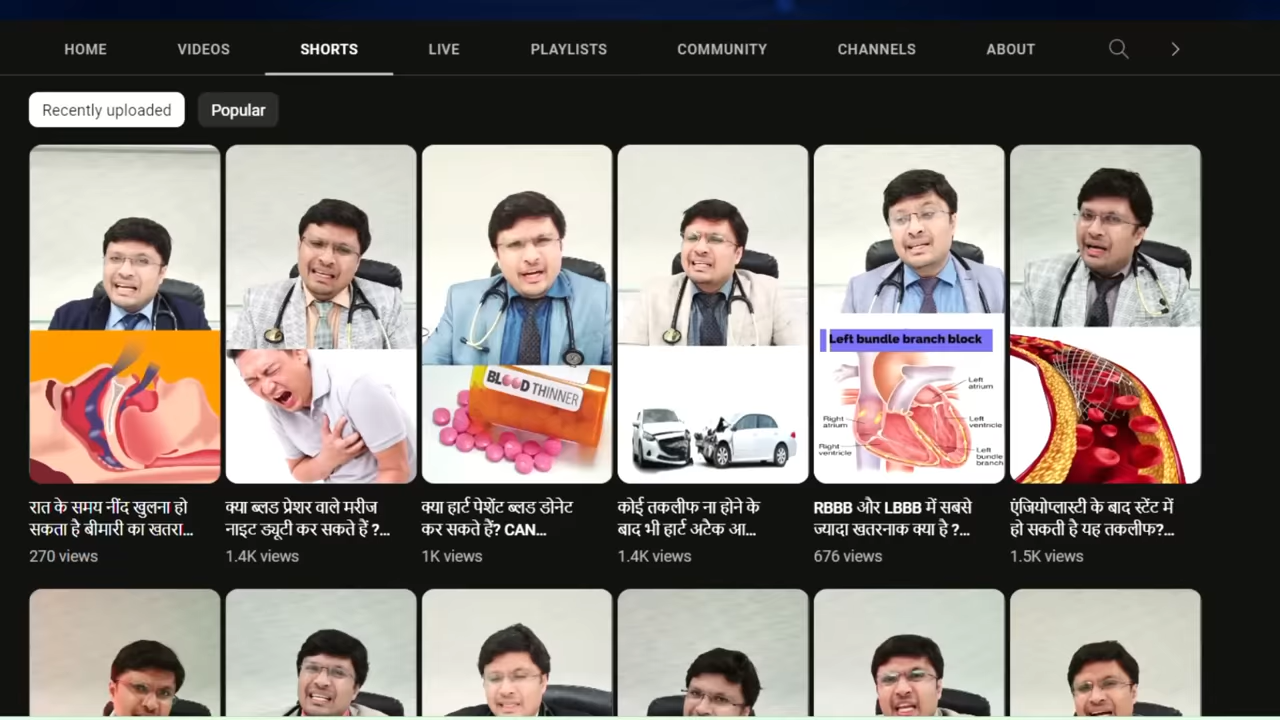 HOME VIDEOS SHORTS LIVE PLAYLISTS COMMUNITY CHANNELS ABOUT
Recently uploaded Popular
BLOOD THINNER
Left bundle branch block
Left
atrium
Right
atrium
Left
ventricle
Right
ventricle
Left
bundle
branch
रात के समय नींद खुलना हो
सकता है बीमारी का खतरा...
270 views
क्या ब्लड प्रेशर वाले मरीज
नाइट ड्यूटी कर सकते हैं ?...
1.4K views
क्या हार्ट पेशेंट ब्लड डोनेट
कर सकते हैं? CAN...
1K views
कोई तकलीफ ना होने के
बाद भी हार्ट अटैक आ...
1.4K views
RBBB और LBBB में सबसे
ज्यादा खतरनाक क्या है ?...
676 views
एंजियोप्लास्टी के बाद स्टेंट में
हो सकती है यह तकलीफ?...
1.5K views